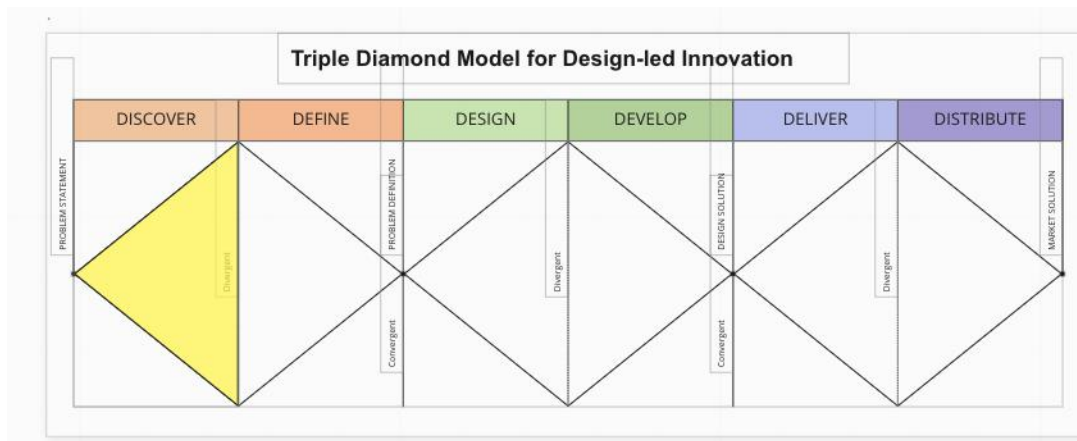 Triple Diamond Model for Design-led Innovation
DISCOVER
DEFINE
DESIGN
DEVELOP
DELIVER
DISTRIBUTE
PROBLEM STATEMENT
Divergent
PROBLEM DEFINITION
Convergent
Divergent
DESIGN SOLUTION
Convergent
Divergent
MARKET SOLUTION